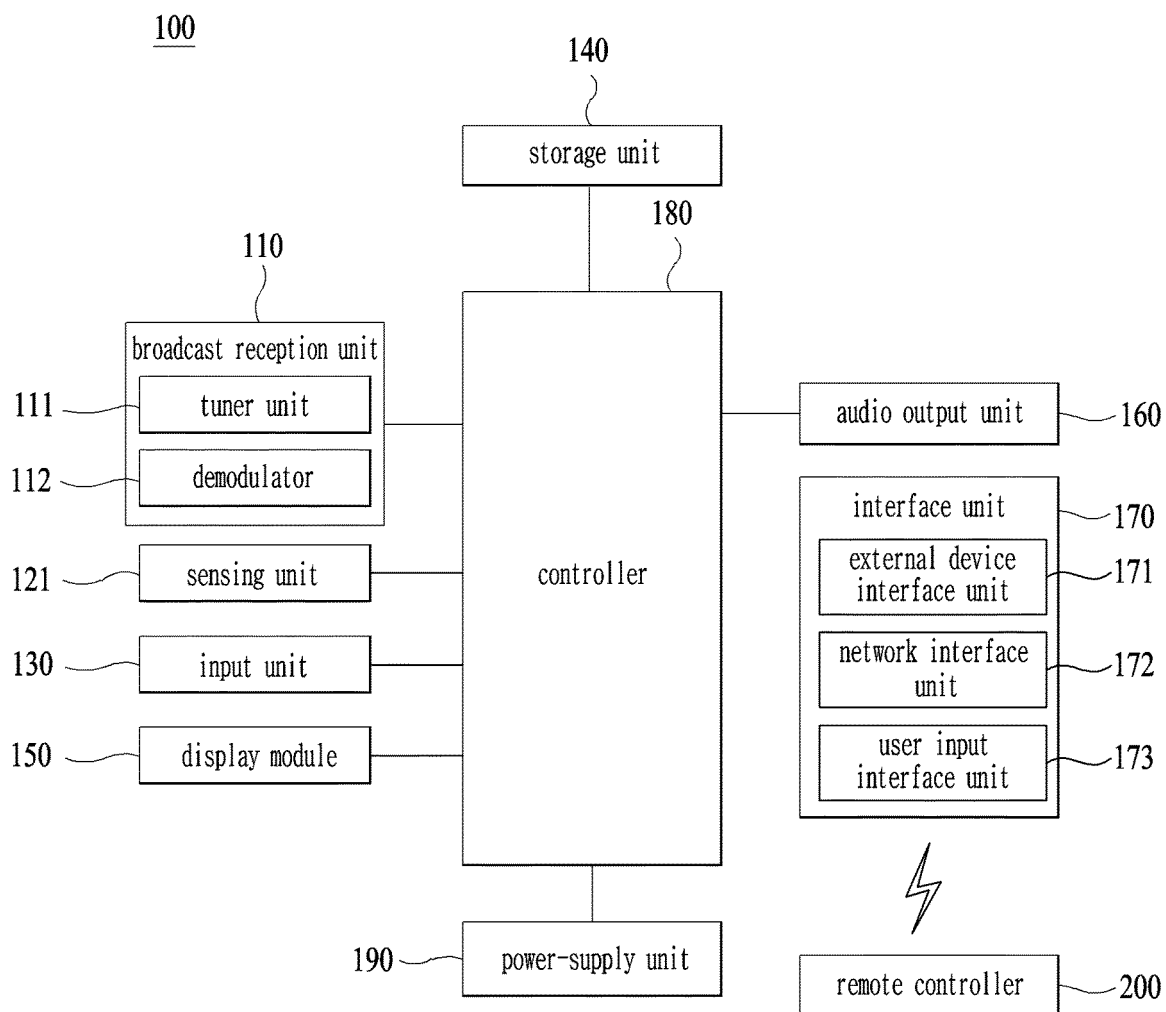 100
140
storage unit
180
110
broadcast reception unit
111
tuner unit
112
demodulator
121
sensing unit
130
input unit
150
display module
controller
audio output unit
160
interface unit
170
external device
interface unit
171
network interface
unit
172
user input
interface unit
173
190
power-supply unit
remote controller
200